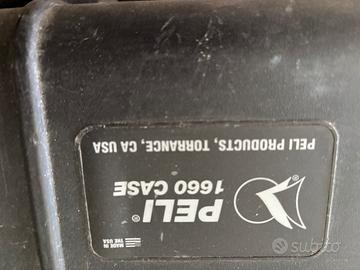 PELI PRODUCTS, TORRANCE, CA USA
PELI®
1660 CASE
MADE IN
THE USA
subito